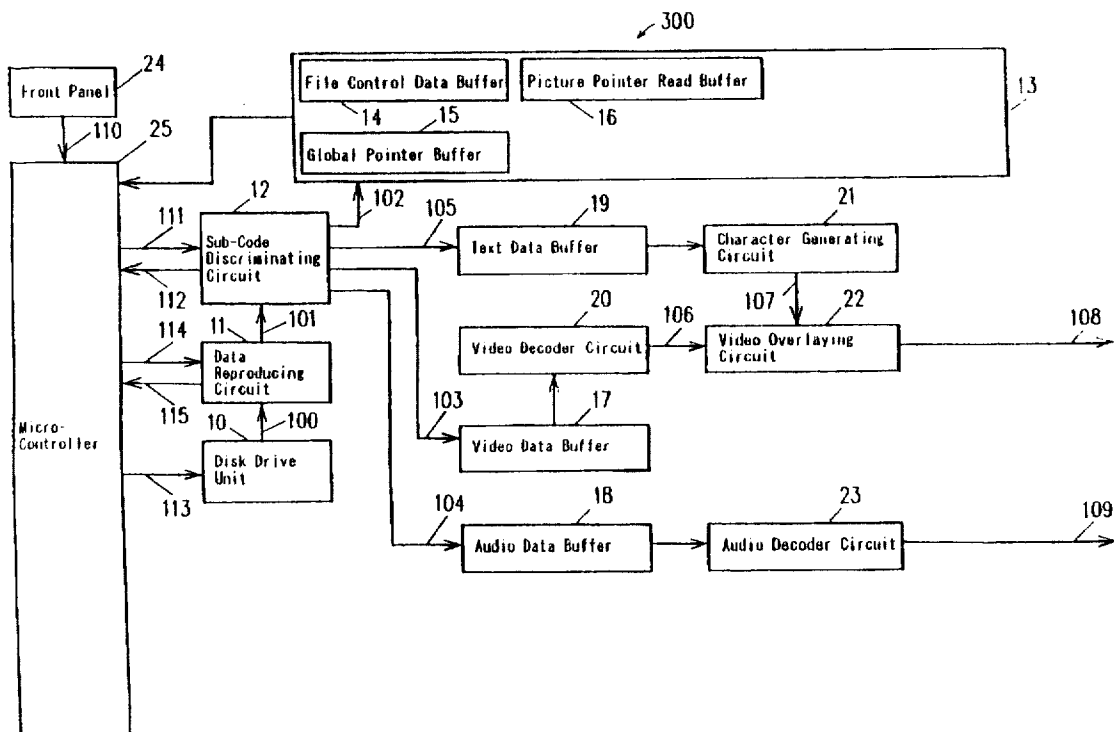 300
24
Front Panel
110
25
File Control Data Buffer
Picture Pointer Read Buffer
13
14
15
16
Global Pointer Buffer
12
102
111
Sub-Code
Discriminating
Circuit
105
19
Text Data Buffer
21
Character Generating
Circuit
112
101
107
20
106
22
108
114
11
Data
Reproducing
Circuit
Video Decoder Circuit
Video Overlaying
Circuit
115
10
100
103
17
Micro-
Controller
Disk Drive
Unit
Video Data Buffer
113
104
18
23
109
Audio Data Buffer
Audio Decoder Circuit